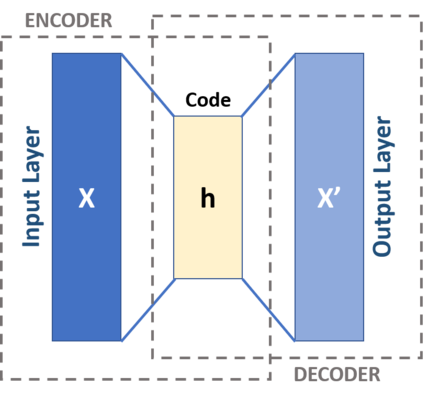 ENCODER
Code
Input Layer
X
h
X’
Output Layer
DECODER